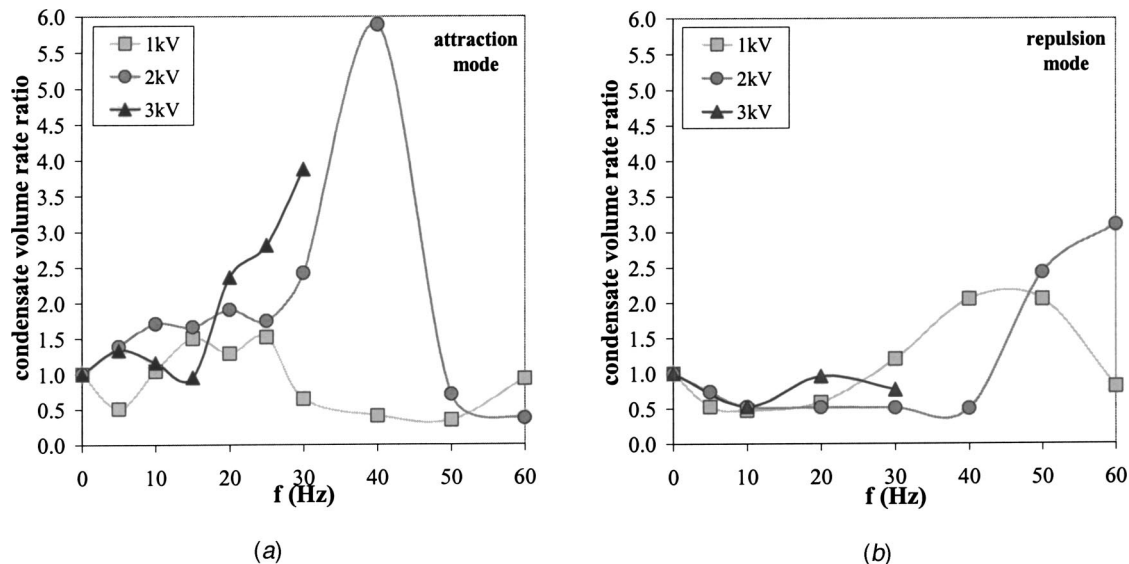 6.0
5.5
5.0
4.5
4.0
3.5
3.0
2.5
2.0
1.5
1.0
0.5
0.0
condensate volume rate ratio
1kV
2kV
3kV
attraction
mode
0 10 20 30 40 50 60
f (Hz)
(a)
6.0
5.5
5.0
4.5
4.0
3.5
3.0
2.5
2.0
1.5
1.0
0.5
0.0
condensate volume rate ratio
1kV
2kV
3kV
repulsion
mode
0 10 20 30 40 50 60
f (Hz)
(b)